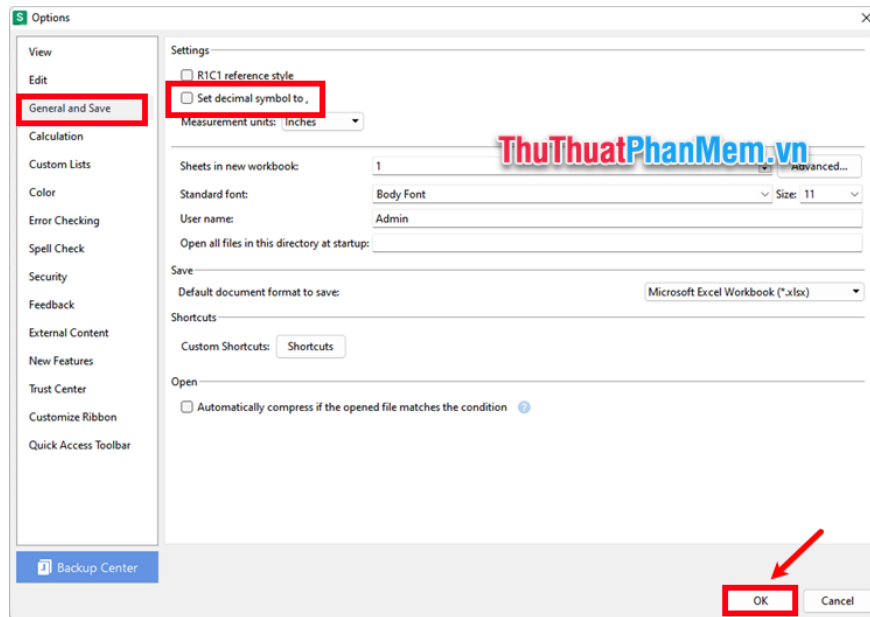 S Options
View
Edit
General and Save
Calculation
Custom Lists
Color
Error Checking
Spell Check
Security
Feedback
External Content
New Features
Trust Center
Customize Ribbon
Quick Access Toolbar
Backup Center
Settings
R1C1 reference style
Set decimal symbol to ,
Measurement units: Inches
ThuThuatPhanMem.vn
Sheets in new workbook: 1 Advanced...
Standard font: Body Font Size: 11
User name: Admin
Open all files in this directory at startup:
Save
Default document format to save: Microsoft Excel Workbook (*.xlsx)
Shortcuts
Custom Shortcuts: Shortcuts
Open
Automatically compress if the opened file matches the condition ?
OK Cancel